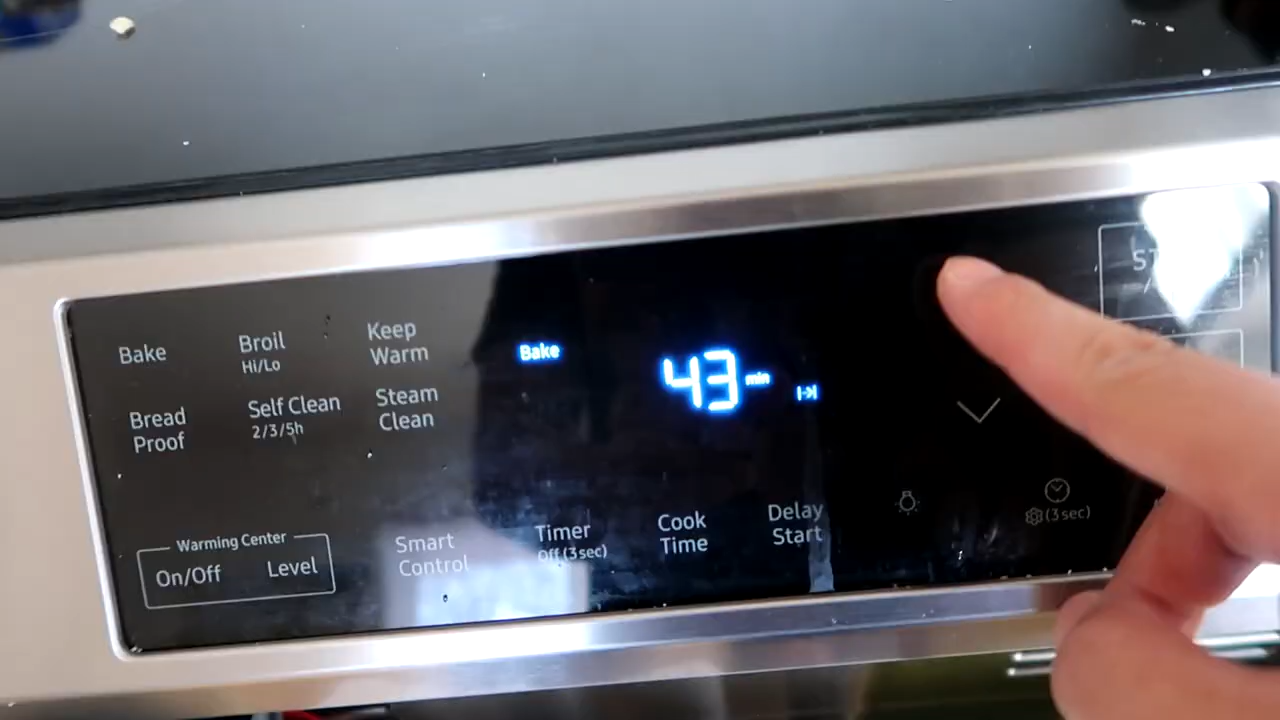 Bake
Broil
Hi/Lo
Keep
Warm
Bread
Proof
Self Clean
2/3/5h
Steam
Clean
Bake
43 min
Warming Center
On/Off
Level
Smart
Control
Timer
Off (3 sec)
Cook
Time
Delay
Start
(3 sec)